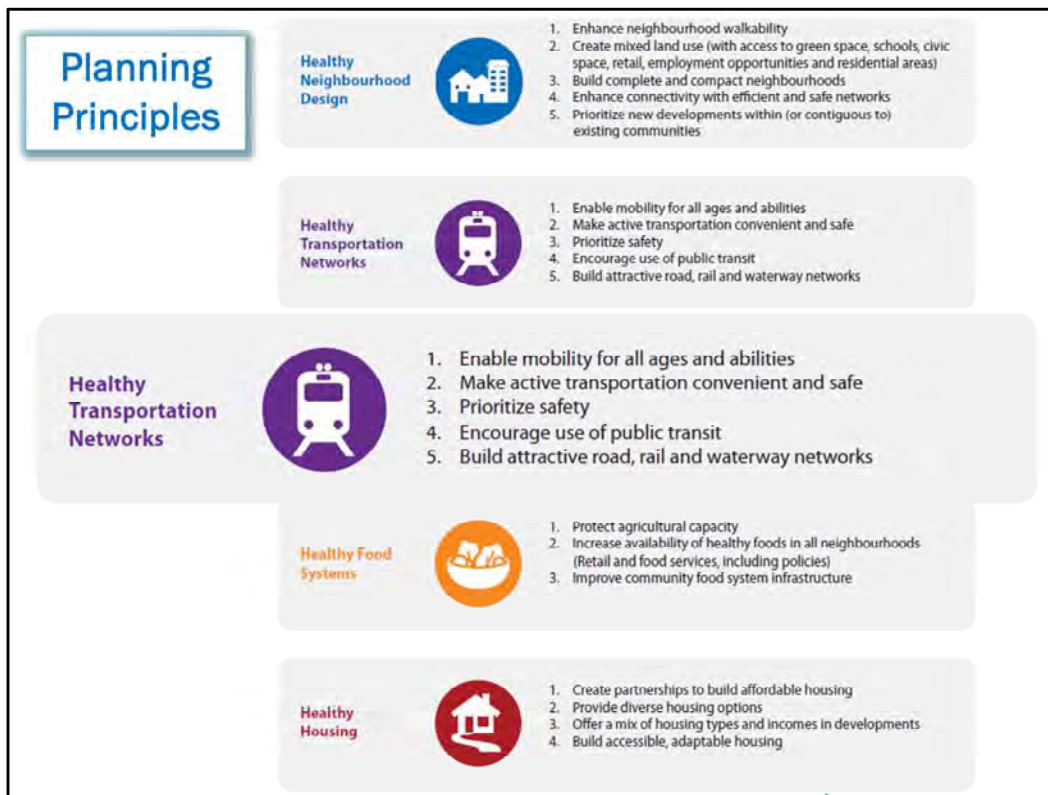 Planning
Principles
Healthy
Neighbourhood
Design
1. Enhance neighbourhood walkability
2. Create mixed land use (with access to green space, schools, civic
space, retail, employment opportunities and residential areas)
3. Build complete and compact neighbourhoods
4. Enhance connectivity with efficient and safe networks
5. Prioritize new developments within (or contiguous to)
existing communities
Healthy
Transportation
Networks
1. Enable mobility for all ages and abilities
2. Make active transportation convenient and safe
3. Prioritize safety
4. Encourage use of public transit
5. Build attractive road, rail and waterway networks
Healthy
Transportation
Networks
1. Enable mobility for all ages and abilities
2. Make active transportation convenient and safe
3. Prioritize safety
4. Encourage use of public transit
5. Build attractive road, rail and waterway networks
Healthy Food
Systems
1. Protect agricultural capacity
2. Increase availability of healthy foods in all neighbourhoods
(Retail and food services, including policies)
3. Improve community food system infrastructure
Healthy
Housing
1. Create partnerships to build affordable housing
2. Provide diverse housing options
3. Offer a mix of housing types and incomes in developments
4. Build accessible, adaptable housing